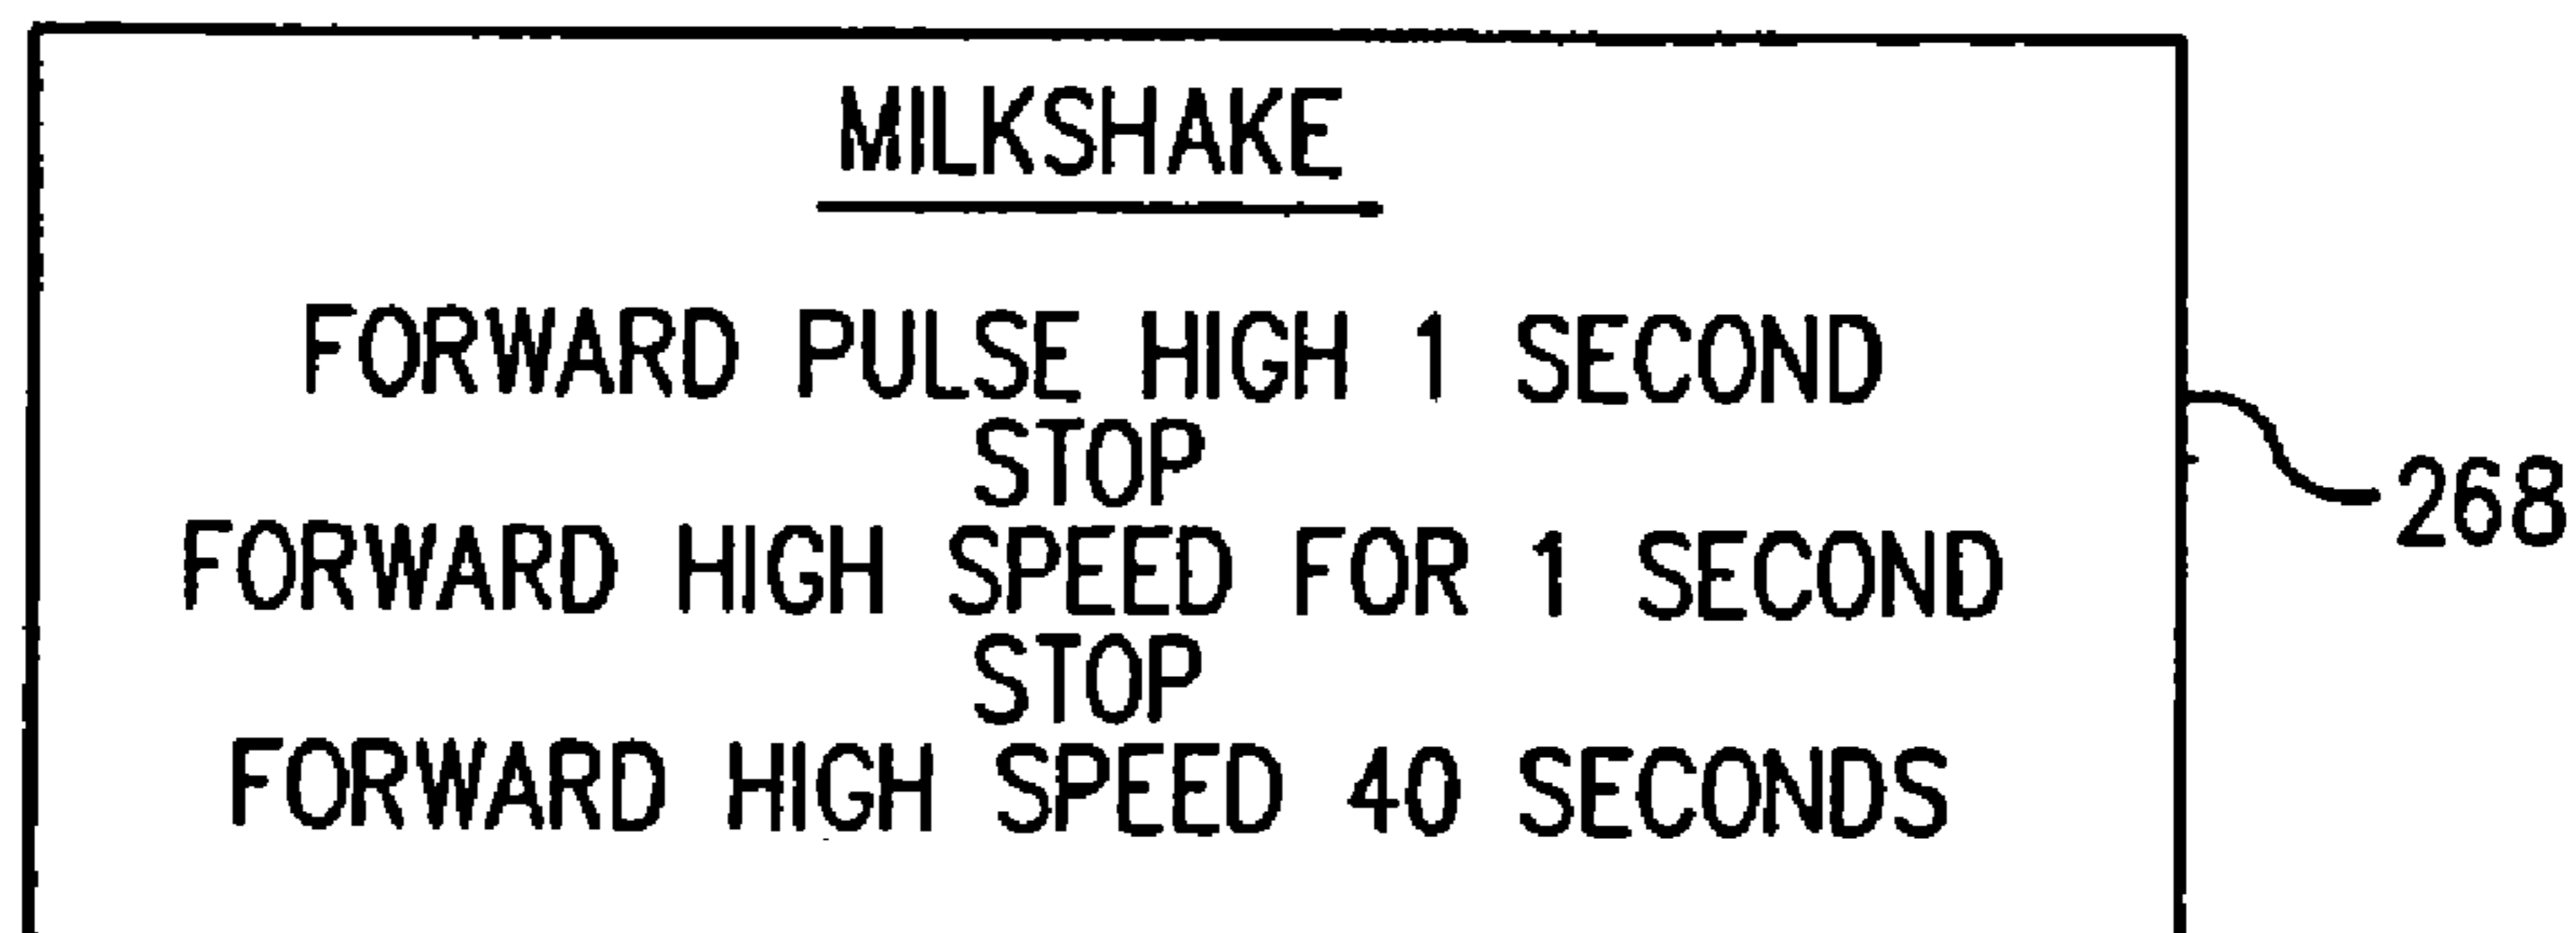 MILKSHAKE
FORWARD PULSE HIGH 1 SECOND
STOP
FORWARD HIGH SPEED FOR 1 SECOND
268
STOP
FORWARD HIGH SPEED 40 SECONDS